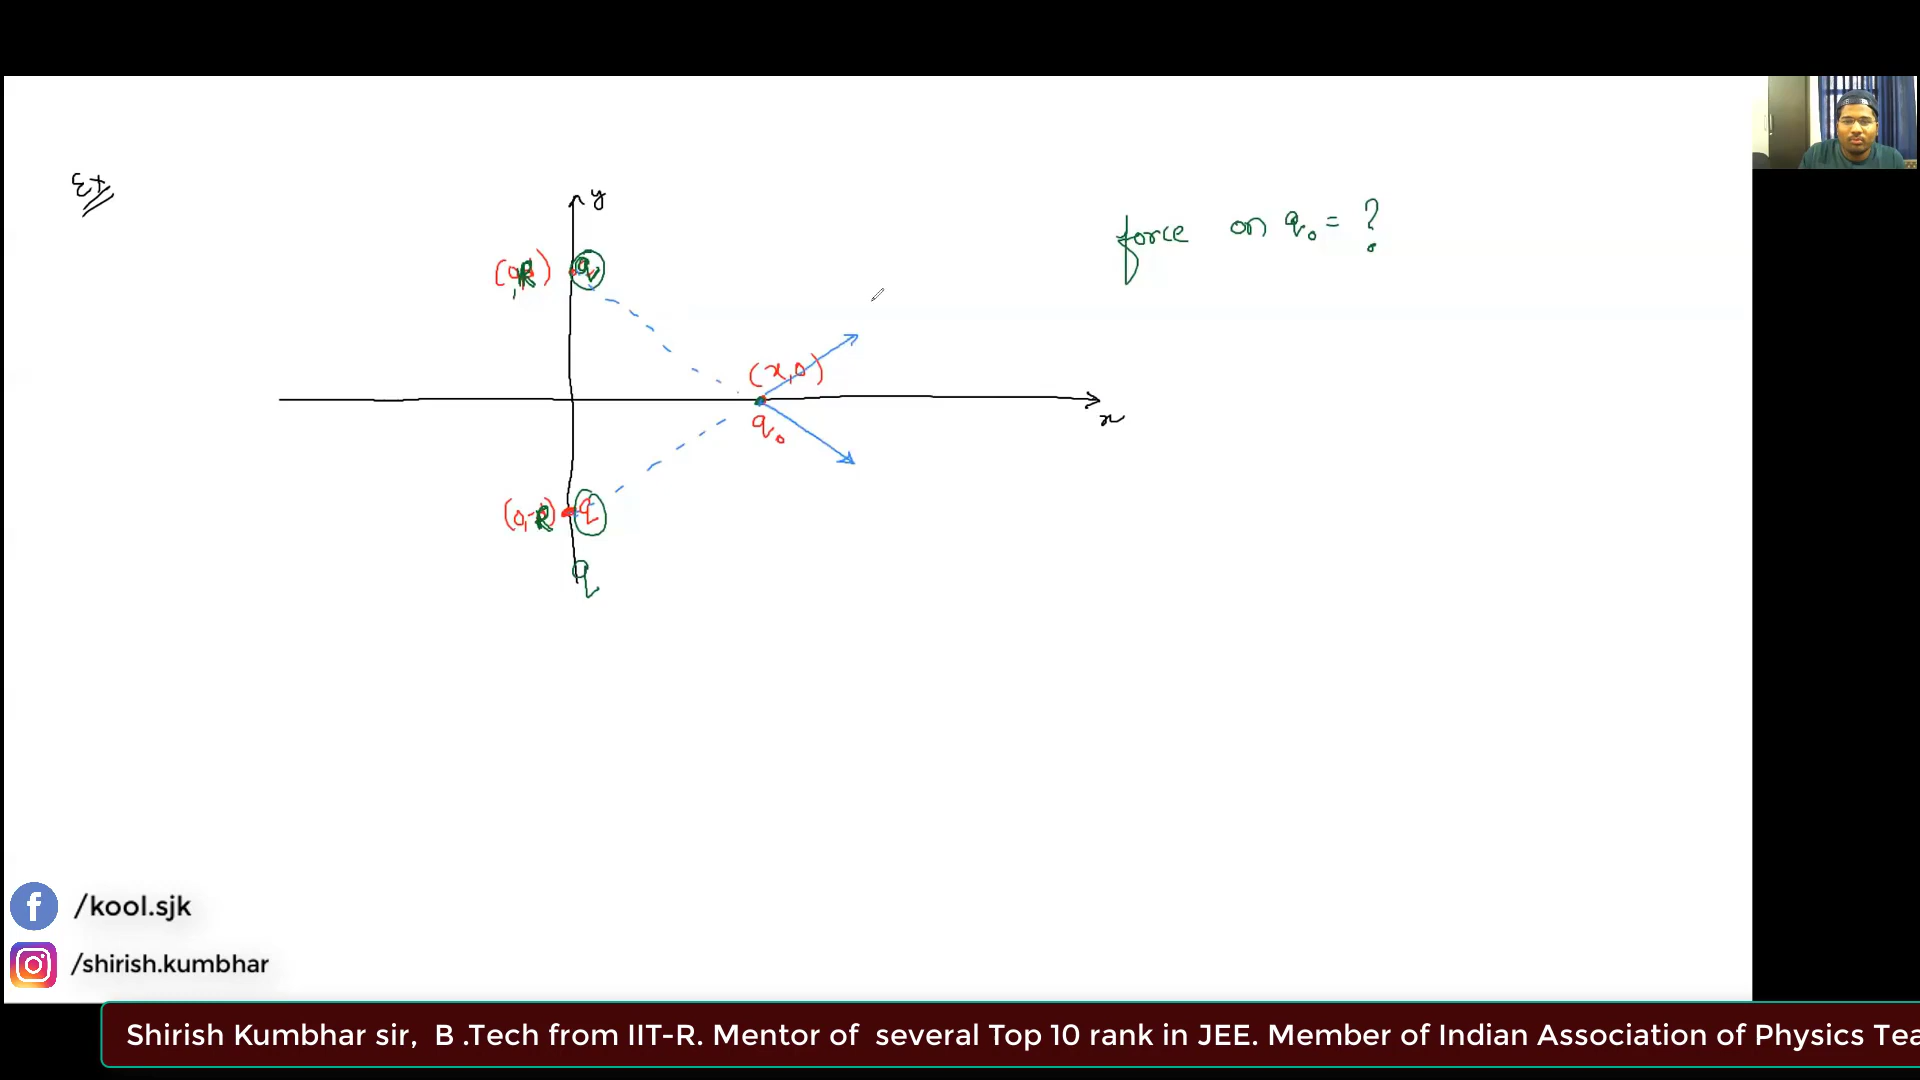 Ex
y
force on q₀ = ?
(0,R) q
(x,0)
x
q₀
(0,-R) q
q
/kool.sjk
/shirish.kumbhar
Shirish Kumbhar sir, B .Tech from IIT-R. Mentor of several Top 10 rank in JEE. Member of Indian Association of Physics Tea